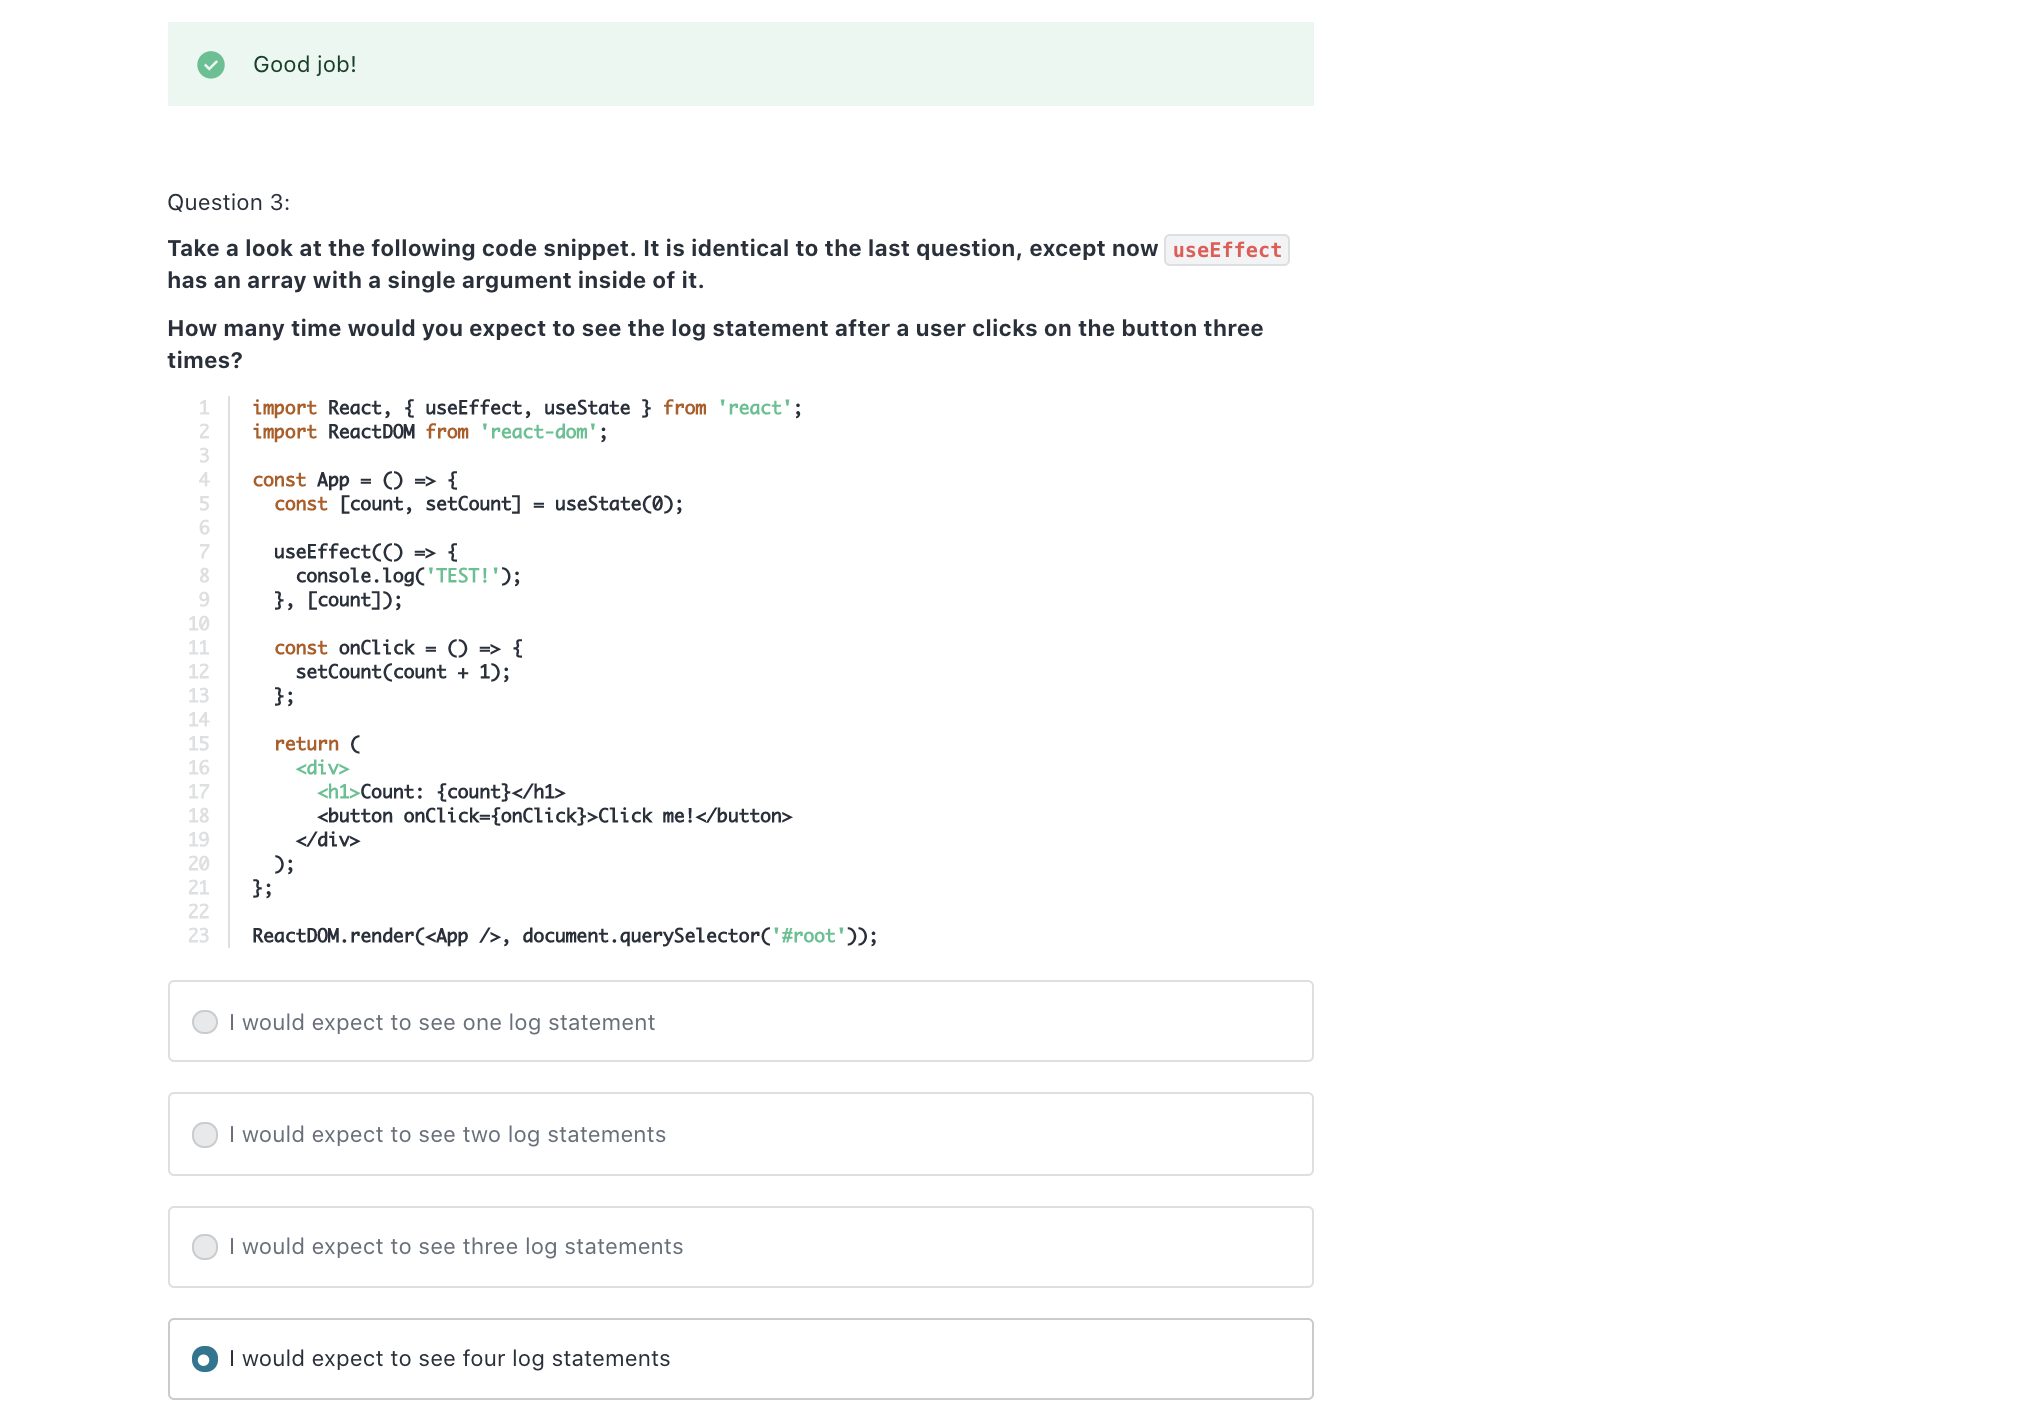 Good job!
Question 3:
Take a look at the following code snippet. It is identical to the last question, except now useEffect
has an array with a single argument inside of it.
How many time would you expect to see the log statement after a user clicks on the button three
times?
1 import React, { useEffect, useState } from 'react';
2 import ReactDOM from 'react-dom';
3
4 const App = () => {
5   const [count, setCount] = useState(0);
6
7   useEffect(() => {
8     console.log('TEST!');
9   }, [count]);
10
11   const onClick = () => {
12     setCount(count + 1);
13   };
14
15   return (
16     <div>
17       <h1>Count: {count}</h1>
18       <button onClick={onClick}>Click me!</button>
19     </div>
20   );
21 };
22
23 ReactDOM.render(<App />, document.querySelector('#root'));
I would expect to see one log statement
I would expect to see two log statements
I would expect to see three log statements
I would expect to see four log statements